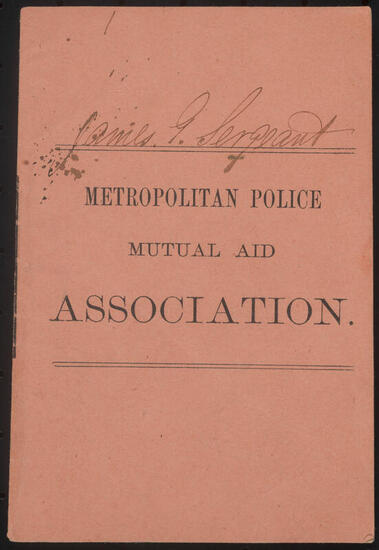 James. G. Sergeant
METROPOLITAN POLICE
MUTUAL AID
ASSOCIATION.